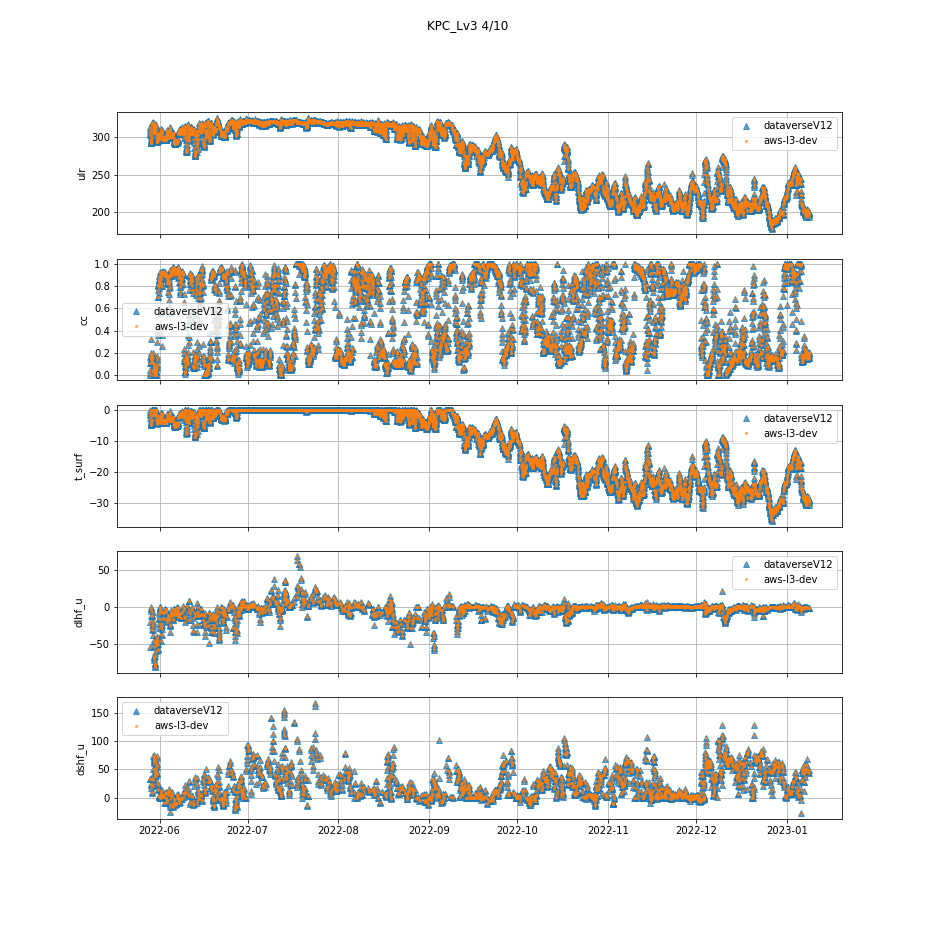 KPC_Lv3 4/10
300
250
200
ulr
dataverseV12
aws-l3-dev
1.0
0.8
0.6
0.4
0.2
0.0
cc
dataverseV12
aws-l3-dev
0
−10
−20
−30
t_surf
dataverseV12
aws-l3-dev
50
0
−50
dlhf_u
dataverseV12
aws-l3-dev
150
100
50
0
dshf_u
dataverseV12
aws-l3-dev
2022-06 2022-07 2022-08 2022-09 2022-10 2022-11 2022-12 2023-01